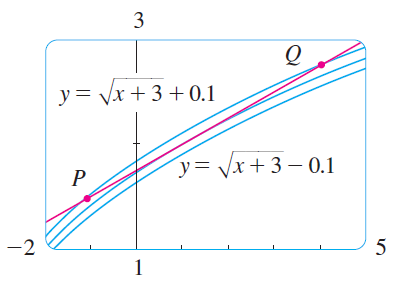 3
Q
y = √x + 3 + 0.1
y = √x + 3 − 0.1
P
−2
5
1